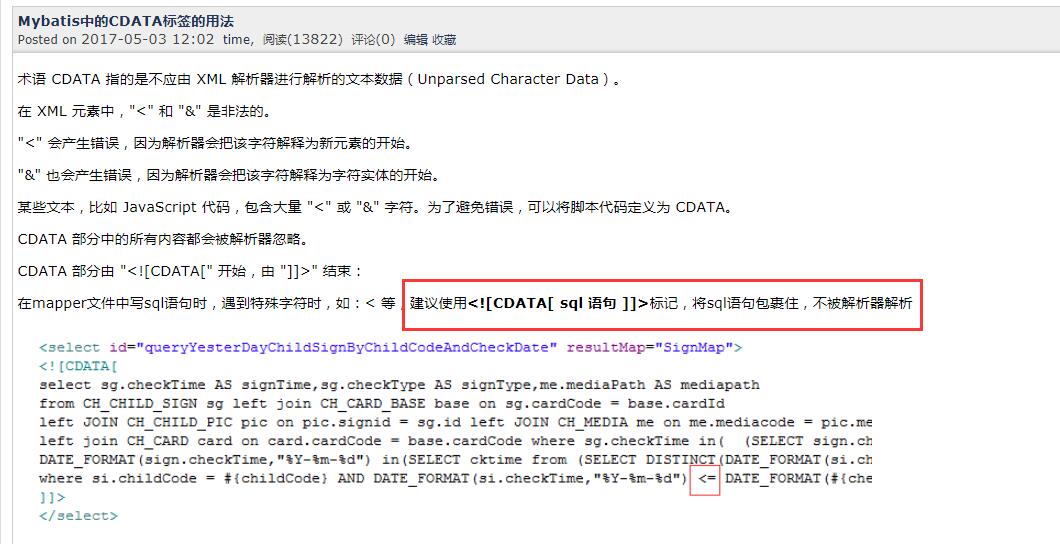 Mybatis中的CDATA标签的用法
Posted on 2017-05-03 12:02 time, 阅读(13822) 评论(0) 编辑 收藏
术语 CDATA 指的是不应由 XML 解析器进行解析的文本数据（Unparsed Character Data）。
在 XML 元素中，"<" 和 "&" 是非法的。
"<" 会产生错误，因为解析器会把该字符解释为新元素的开始。
"&" 也会产生错误，因为解析器会把该字符解释为字符实体的开始。
某些文本，比如 JavaScript 代码，包含大量 "<" 或 "&" 字符。为了避免错误，可以将脚本代码定义为 CDATA。
CDATA 部分中的所有内容都会被解析器忽略。
CDATA 部分由 "<![CDATA[" 开始，由 "]]>" 结束：
在mapper文件中写sql语句时，遇到特殊字符时，如：< 等，建议使用<![CDATA[ sql 语句 ]]>标记，将sql语句包裹住，不被解析器解析
<select id="queryYesterDayChildSignByChildCodeAndCheckDate" resultMap="SignMap">
<![CDATA[
select sg.checkTime AS signTime,sg.checkType AS signType,me.mediaPath AS mediapath
from CH_CHILD_SIGN sg left join CH_CARD_BASE base on sg.cardCode = base.cardId
left JOIN CH_CHILD_PIC pic on pic.signid = sg.id left JOIN CH_MEDIA me on me.mediacode = pic.me
left join CH_CARD card on card.cardCode = base.cardCode where sg.checkTime in( (SELECT sign.ch
DATE_FORMAT(sign.checkTime,"%Y-%m-%d") in(SELECT cktime from (SELECT DISTINCT(DATE_FORMAT(si.ch
where si.childCode = #{childCode} AND DATE_FORMAT(si.checkTime,"%Y-%m-%d") <= DATE_FORMAT(#{che
]]>
</select>